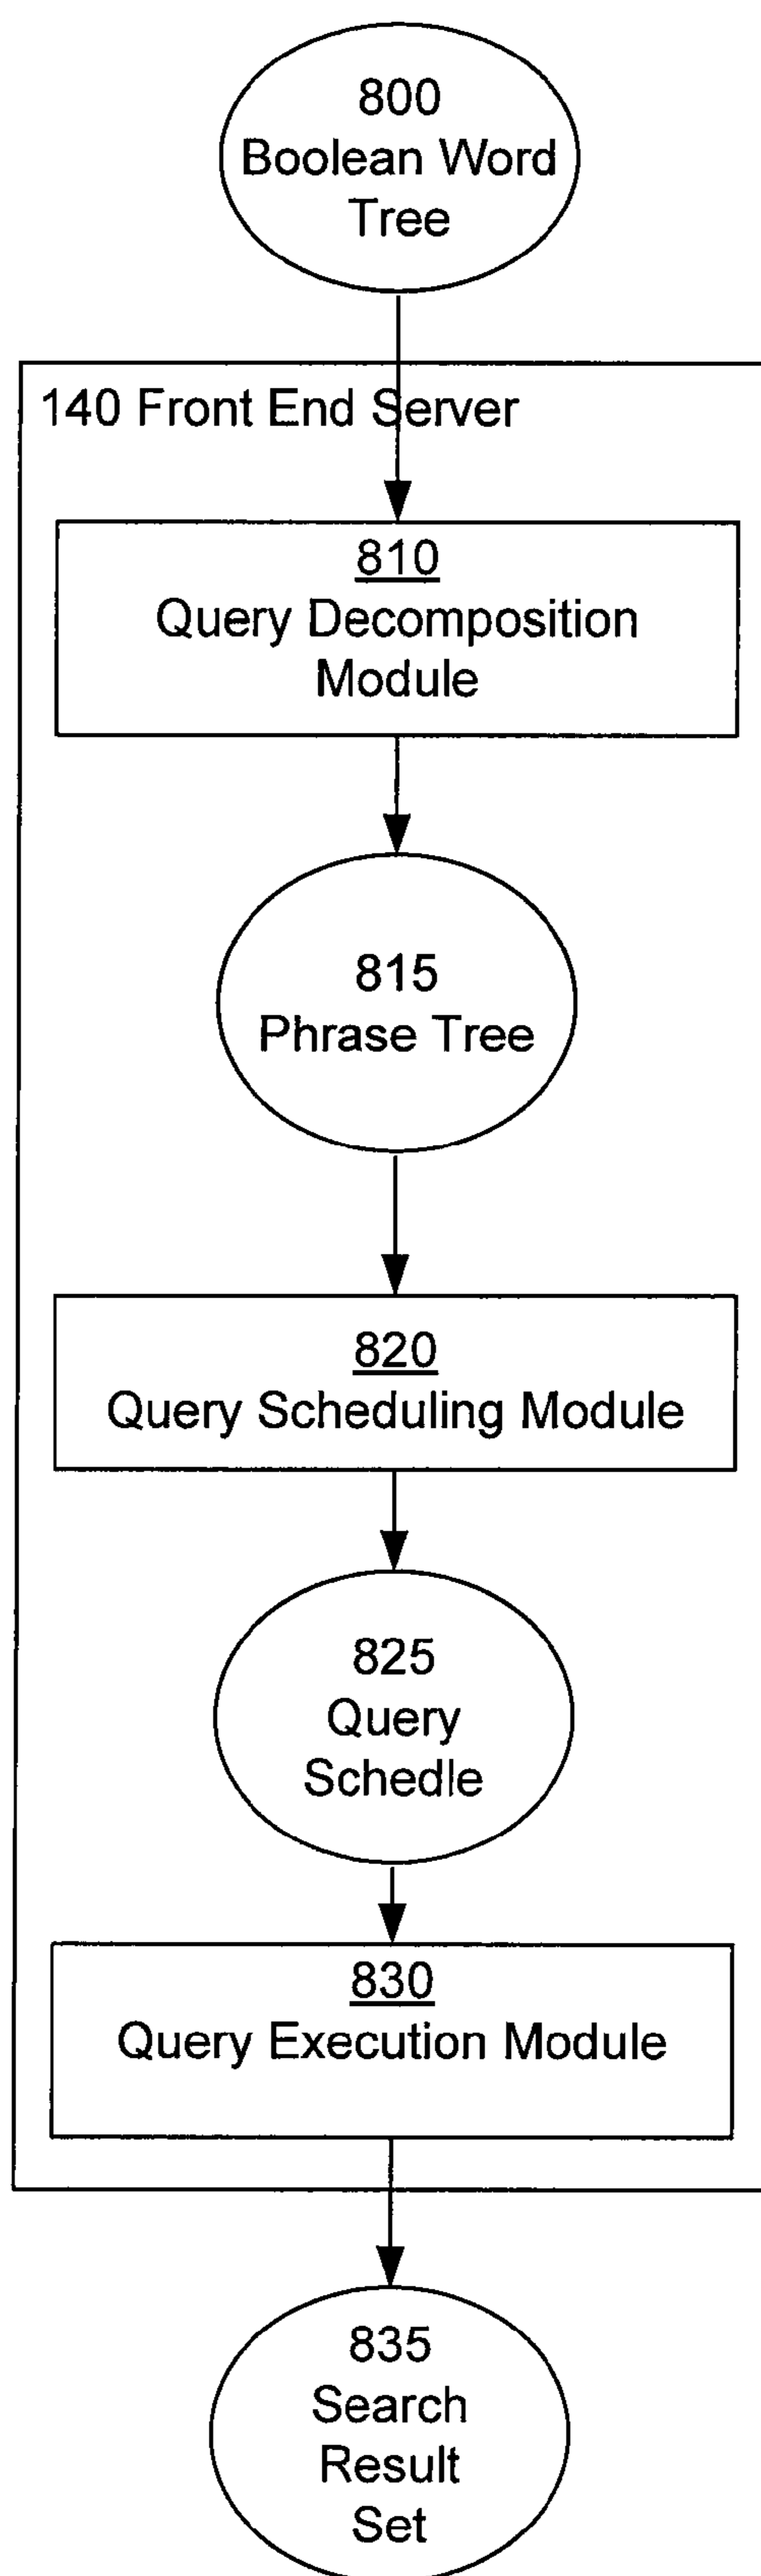 800
Boolean Word
Tree
140 Front End Server
810
Query Decomposition
Module
815
Phrase Tree
820
Query Scheduling Module
825
Query
Schedle
830
Query Execution Module
835
Search
Result
Set